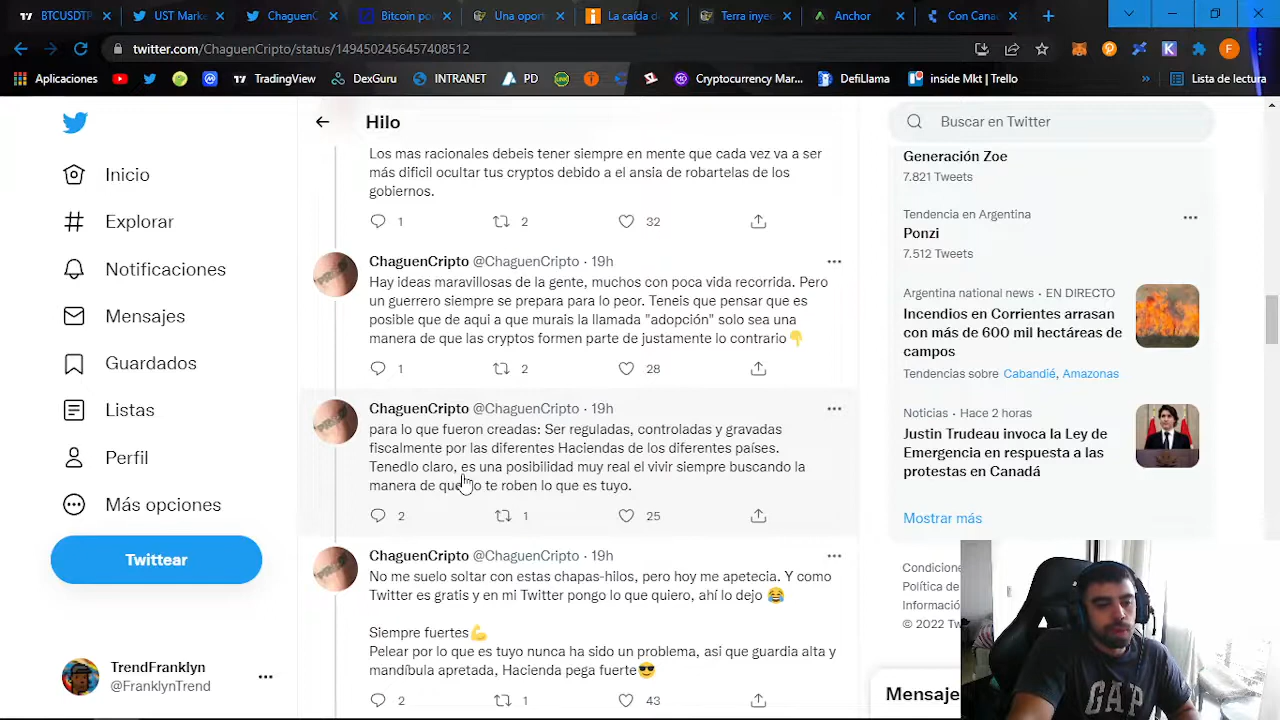 BTCUSDTP
UST Marke
ChaguenC
Bitcoin po
Una oport
La caída de
Terra inye
Anchor
Con Cana
twitter.com/ChaguenCripto/status/1494502456457408512
Aplicaciones
TradingView
DexGuru
INTRANET
PD
Cryptocurrency Mar...
DefiLlama
inside Mkt | Trello
»
Lista de lectura
Inicio
Explorar
Notificaciones
Mensajes
Guardados
Listas
Perfil
Más opciones
Twittear
TrendFranklyn
@FranklynTrend
Hilo
Los mas racionales debeis tener siempre en mente que cada vez va a ser
más dificil ocultar tus cryptos debido a el ansia de robartelas de los
gobiernos.
1 2 32
ChaguenCripto @ChaguenCripto · 19h
Hay ideas maravillosas de la gente, muchos con poca vida recorrida. Pero
un guerrero siempre se prepara para lo peor. Teneis que pensar que es
posible que de aqui a que murais la llamada "adopción" solo sea una
manera de que las cryptos formen parte de justamente lo contrario👇
1 2 28
ChaguenCripto @ChaguenCripto · 19h
para lo que fueron creadas: Ser reguladas, controladas y gravadas
fiscalmente por las diferentes Haciendas de los diferentes países.
Tenedlo claro, es una posibilidad muy real el vivir siempre buscando la
manera de que no te roben lo que es tuyo.
2 1 25
ChaguenCripto @ChaguenCripto · 19h
No me suelo soltar con estas chapas-hilos, pero hoy me apetecia. Y como
Twitter es gratis y en mi Twitter pongo lo que quiero, ahí lo dejo 😂
Siempre fuertes💪
Pelear por lo que es tuyo nunca ha sido un problema, asi que guardia alta y
mandíbula apretada, Hacienda pega fuerte😎
2 1 43
Buscar en Twitter
Generación Zoe
7.821 Tweets
Tendencia en Argentina
Ponzi
7.512 Tweets
Argentina national news · EN DIRECTO
Incendios en Corrientes arrasan
con más de 600 mil hectáreas de
campos
Tendencias sobre Cabandié, Amazonas
Noticias · Hace 2 horas
Justin Trudeau invoca la Ley de
Emergencia en respuesta a las
protestas en Canadá
Mostrar más
Condicione
Política de
Informació
© 2022 Tw
Mensaje
GAP